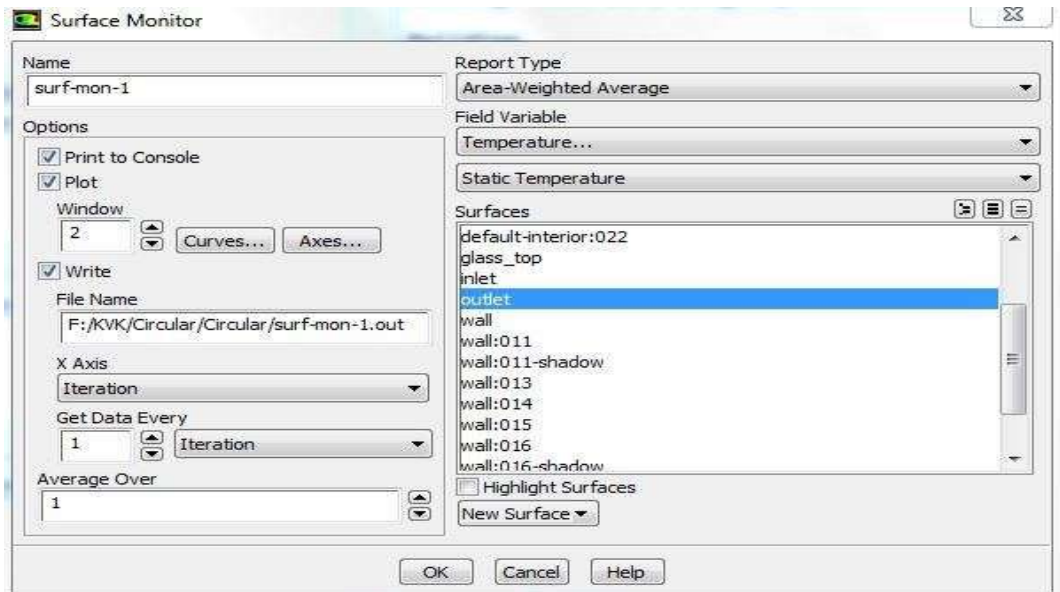 Surface Monitor
Name
surf-mon-1
Options
Print to Console
Plot
Window
2
Curves...
Axes...
Write
File Name
F:/KVK/Circular/Circular/surf-mon-1.out
X Axis
Iteration
Get Data Every
1
Iteration
Average Over
1
Report Type
Area-Weighted Average
Field Variable
Temperature...
Static Temperature
Surfaces
default-interior:022
glass_top
inlet
outlet
wall
wall:011
wall:011-shadow
wall:013
wall:014
wall:015
wall:016
wall:016-shadow
Highlight Surfaces
New Surface
OK
Cancel
Help